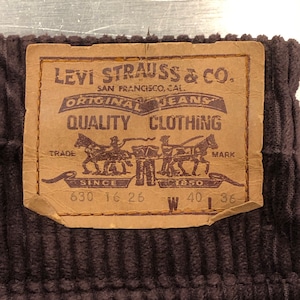 LEVI STRAUSS & CO.
SAN FRANCISCO, CAL.
ORIGINAL JEANS
QUALITY CLOTHING
TRADE MARK
SINCE 1850
630 16 26 W 40 L 36